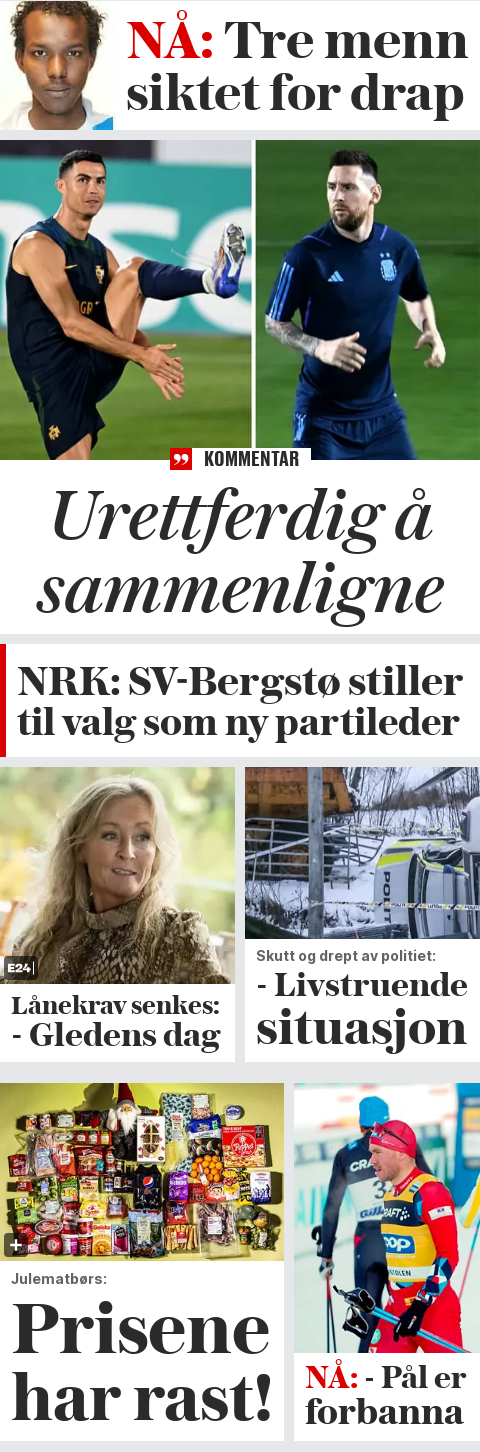 NÅ: Tre menn
siktet for drap
KOMMENTAR
Urettferdig å
sammenligne
NRK: SV-Bergstø stiller
til valg som ny partileder
E24
Lånekrav senkes:
- Gledens dag
POLITI
Skutt og drept av politiet:
- Livstruende
situasjon
Julematbørs:
Prisene
har rast!
CRAFT
coop
NÅ: - Pål er
forbanna